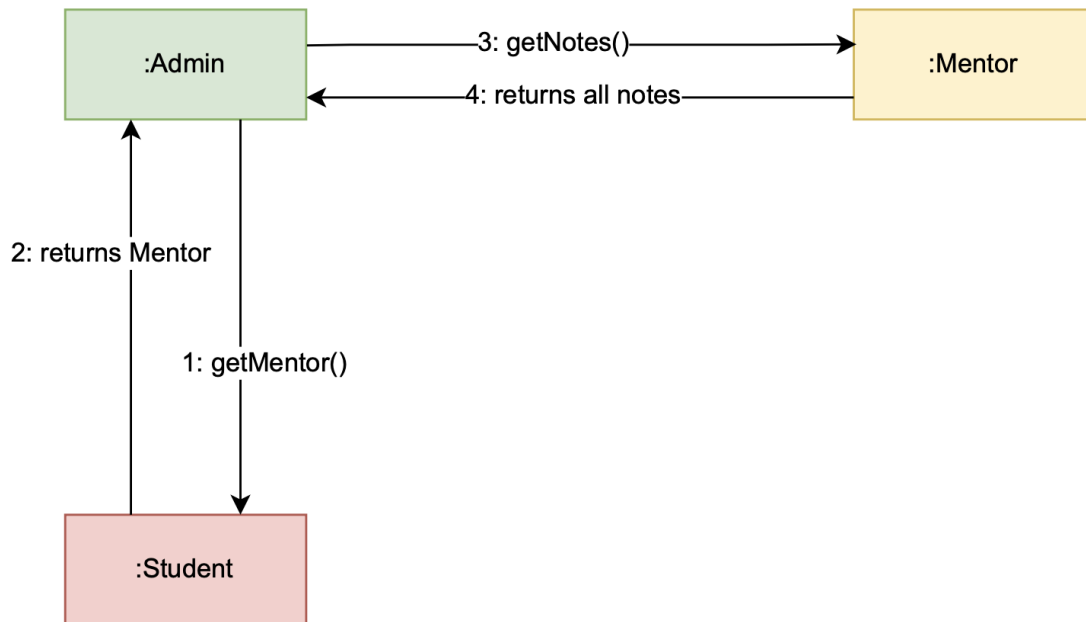 :Admin
3: getNotes()
:Mentor
4: returns all notes
2: returns Mentor
1: getMentor()
:Student